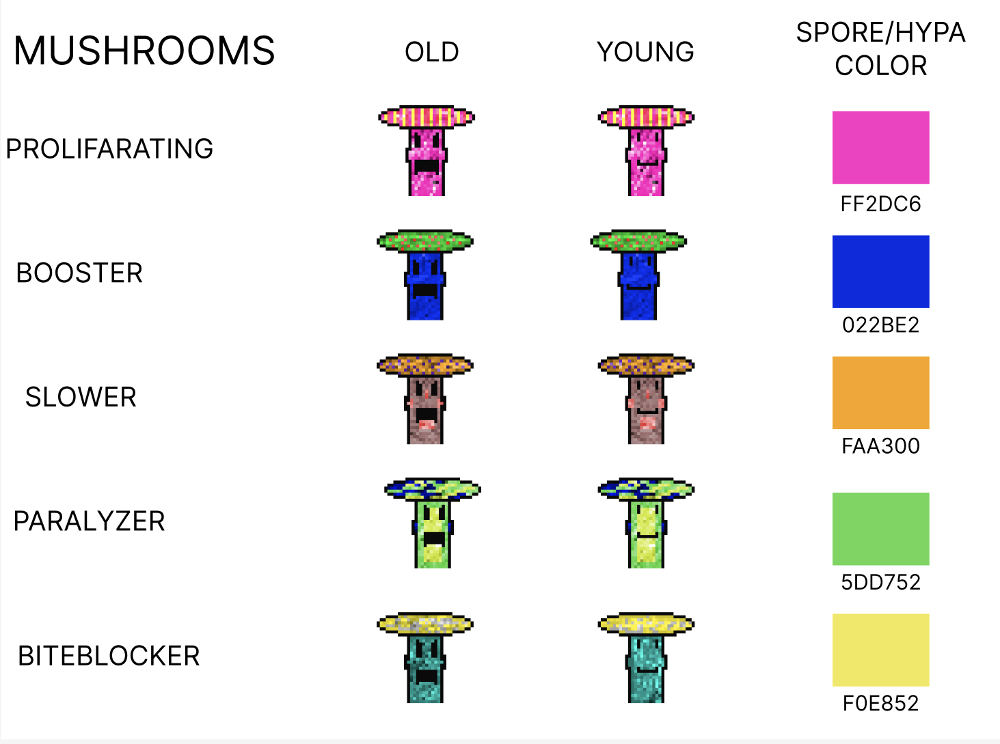 MUSHROOMS
OLD
YOUNG
SPORE/HYPA
COLOR
PROLIFARATING
FF2DC6
BOOSTER
022BE2
SLOWER
FAA300
PARALYZER
5DD752
BITEBLOCKER
F0E852